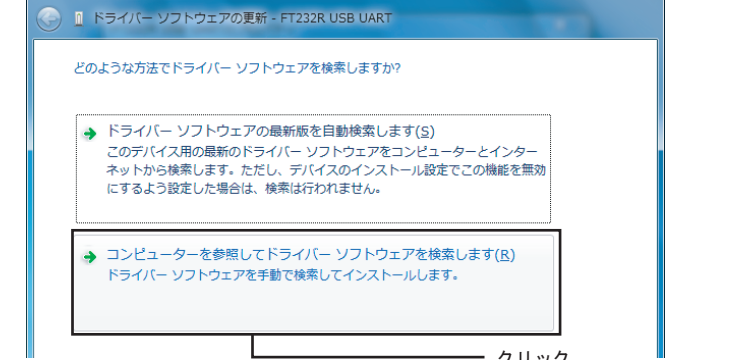 ドライバー ソフトウェアの更新 - FT232R USB UART
どのような方法でドライバー ソフトウェアを検索しますか?
ドライバー ソフトウェアの最新版を自動検索します(S)
このデバイス用の最新のドライバー ソフトウェアをコンピューターとインター
ネットから検索します。ただし、デバイスのインストール設定でこの機能を無効
にするよう設定した場合は、検索は行われません。
コンピューターを参照してドライバー ソフトウェアを検索します(R)
ドライバー ソフトウェアを手動で検索してインストールします。
クリック